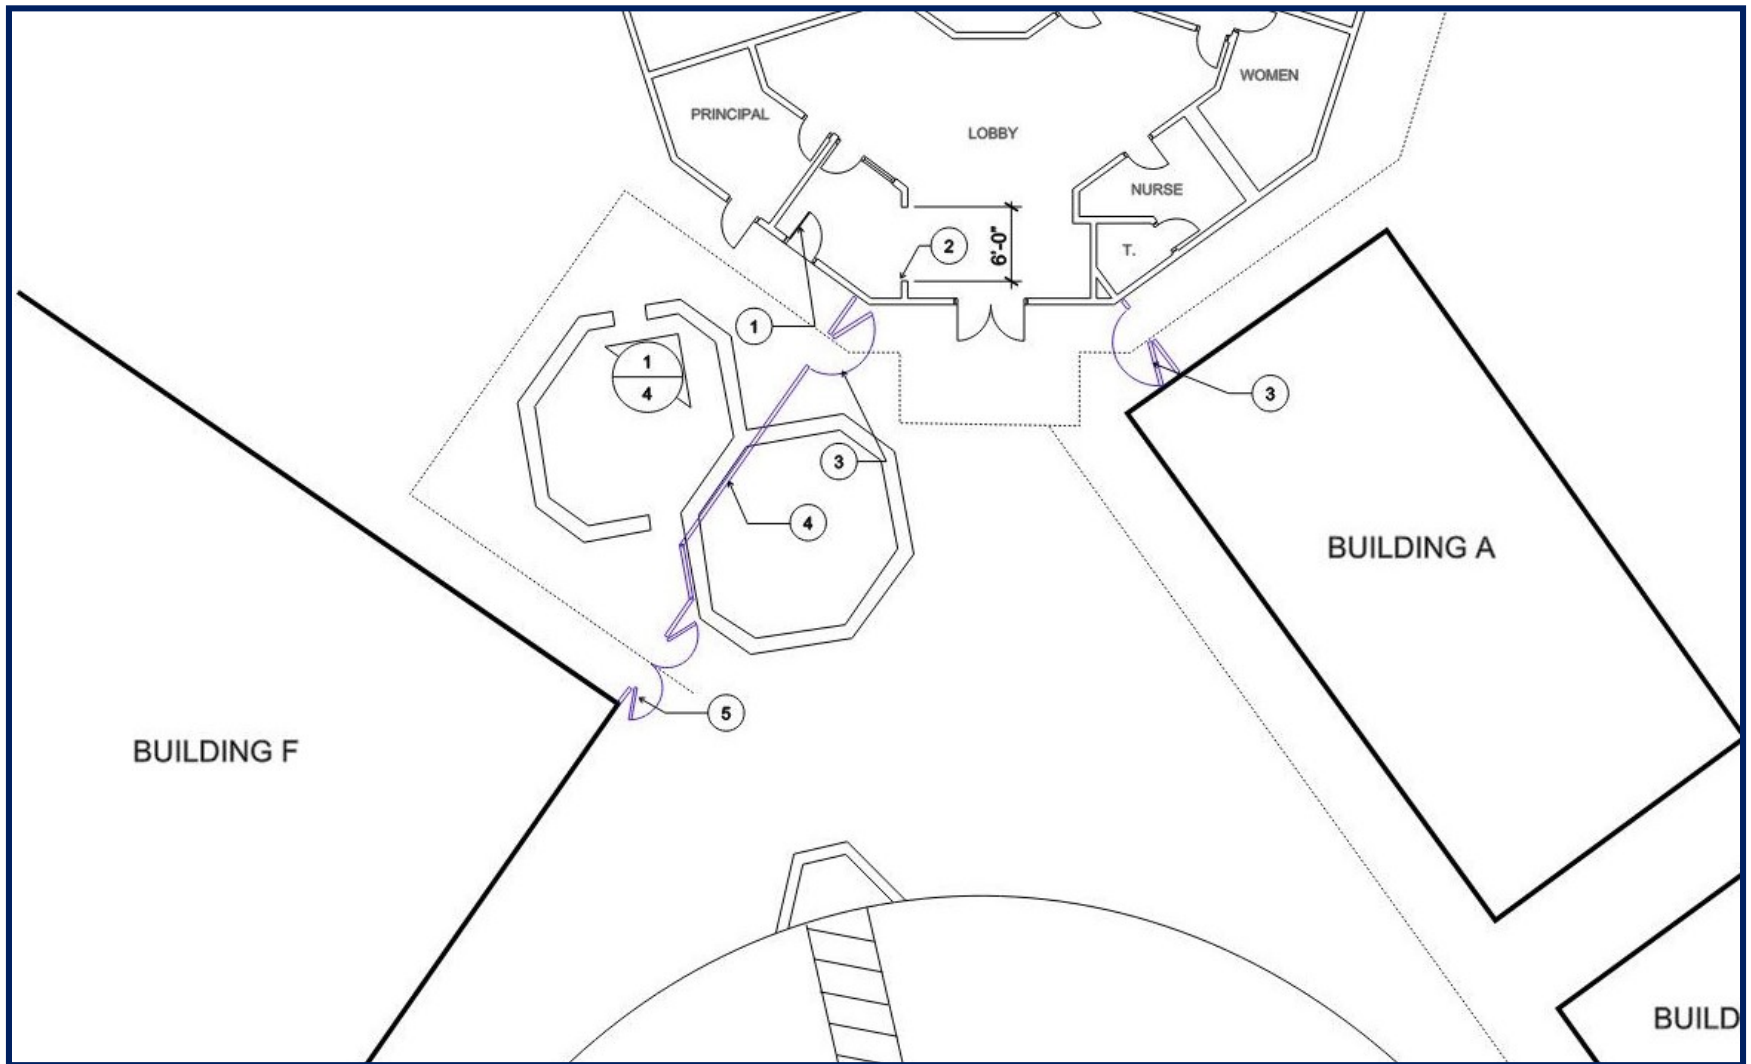 WOMEN
PRINCIPAL
LOBBY
NURSE
2
6'-0"
T.
1
1
4
3
3
4
BUILDING A
5
BUILDING F
BUILD